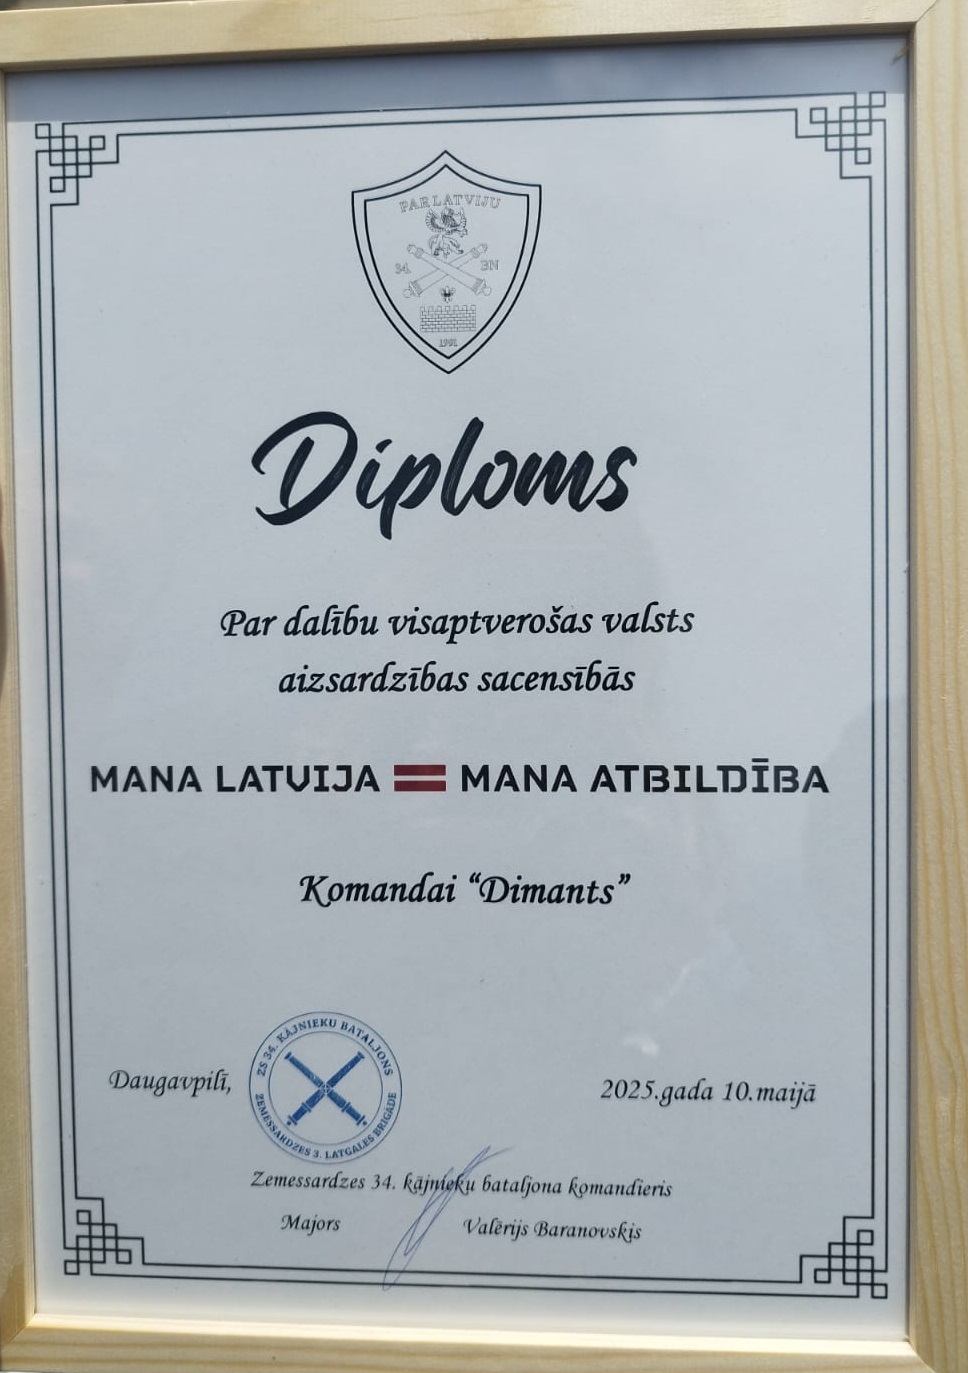 PAR LATVIJU
34. BN
1991
Diploms
Par dalību visaptverošas valsts
aizsardzības sacensībās
MANA LATVIJA = MANA ATBILDĪBA
Komandai “Dimants”
Daugavpilī,
ZS 34. KĀJNIEKU BATALJONS
ZEMESSARDZES 3. LATGALES BRIGĀDE
2025.gada 10.maijā
Zemessardzes 34. kājnieku bataljona komandieris
Majors Valērijs Baranovskis